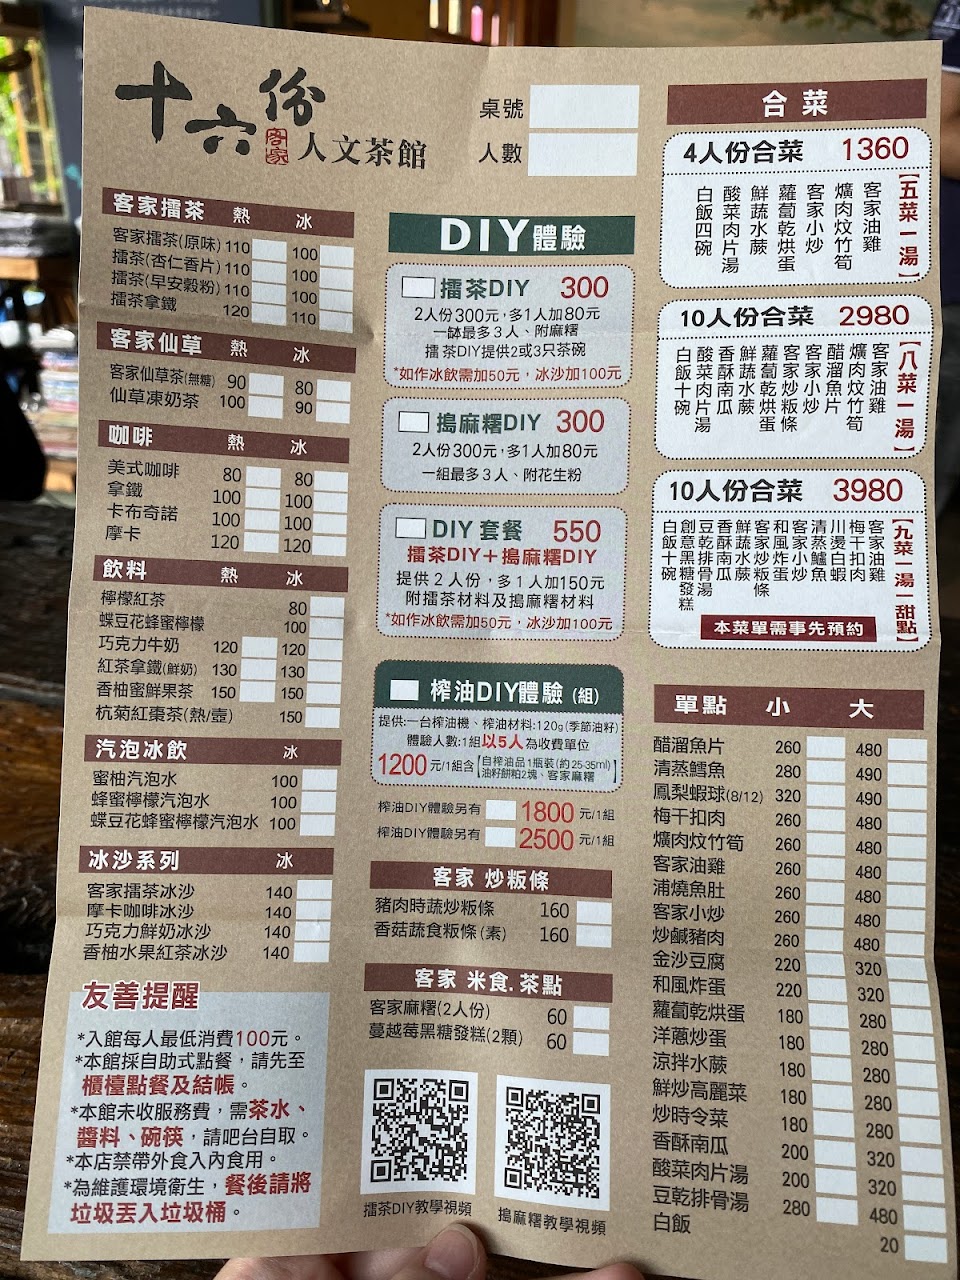 十六份
客家
人文茶館
桌號
人數
客家擂茶 熱 冰
客家擂茶(原味) 110 100
擂茶(杏仁香片) 110 100
擂茶(早安穀粉) 110 100
擂茶拿鐵 120 110
客家仙草 熱 冰
客家仙草茶(無糖) 90 80
仙草凍奶茶 100 90
咖啡 熱 冰
美式咖啡 80 80
拿鐵 100 100
卡布奇諾 100 100
摩卡 120 120
飲料 熱 冰
檸檬紅茶 80
蝶豆花蜂蜜檸檬 100
巧克力牛奶 120 120
紅茶拿鐵(鮮奶) 130 130
香柚蜜鮮果茶 150 150
杭菊紅棗茶(熱/壺) 150
汽泡冰飲 冰
蜜柚汽泡水 100
蜂蜜檸檬汽泡水 100
蝶豆花蜂蜜檸檬汽泡水 100
冰沙系列 冰
客家擂茶冰沙 140
摩卡咖啡冰沙 140
巧克力鮮奶冰沙 140
香柚水果紅茶冰沙 140
友善提醒
*入館每人最低消費100元。
*本館採自助式點餐，請先至
櫃檯點餐及結帳。
*本館未收服務費，需茶水、
醬料、碗筷，請吧台自取。
*本店禁帶外食入內食用。
*為維護環境衛生，餐後請將
垃圾丟入垃圾桶。
DIY體驗
擂茶DIY 300
2人份300元，多1人加80元
一缽最多3人、附麻糬
擂茶DIY提供2或3只茶碗
*如作冰飲需加50元，冰沙加100元
搗麻糬DIY 300
2人份300元，多1人加80元
一組最多3人、附花生粉
DIY 套餐 550
擂茶DIY＋搗麻糬DIY
提供 2 人份，多 1 人加150元
附擂茶材料及搗麻糬材料
*如作冰飲需加50元，冰沙加100元
榨油DIY體驗 (組)
提供:一台榨油機、榨油材料:120g(季節油籽)
體驗人數:1組以5人為收費單位
1200 元/1組含【自榨油品1瓶裝(約25-35ml)
油籽餅粕2塊、客家麻糬】
榨油DIY體驗另有 1800 元/1組
榨油DIY體驗另有 2500 元/1組
客家 炒粄條
豬肉時蔬炒粄條 160
香菇蔬食粄條(素) 160
客家 米食.茶點
客家麻糬(2人份) 60
蔓越莓黑糖發糕(2顆) 60
擂茶DIY教學視頻
搗麻糬教學視頻
合菜
4人份合菜 1360
【五菜一湯】
客家油雞
爌肉炆竹筍
客家小炒
蘿蔔乾烘蛋
鮮蔬水蕨
酸菜肉片湯
白飯四碗
10人份合菜 2980
【八菜一湯】
客家油雞
爌肉炆竹筍
醋溜魚片
客家小炒
客家炒粄條
蘿蔔乾烘蛋
鮮蔬水蕨
香酥南瓜
酸菜肉片湯
白飯十碗
10人份合菜 3980
【九菜一湯一甜點】
客家油雞
梅干扣肉
川燙白蝦
清蒸鱸魚
客家小炒
和風炸蛋
客家炒粄條
鮮蔬水蕨
香酥南瓜
豆乾排骨湯
創意黑糖發糕
白飯十碗
本菜單需事先預約
單點 小 大
醋溜魚片 260 480
清蒸鱈魚 280 490
鳳梨蝦球(8/12) 320 490
梅干扣肉 260 480
爌肉炆竹筍 260 480
客家油雞 260 480
浦燒魚肚 260 480
客家小炒 260 480
炒鹹豬肉 260 480
金沙豆腐 220 320
和風炸蛋 220 320
蘿蔔乾烘蛋 180 280
洋蔥炒蛋 180 280
涼拌水蕨 180 280
鮮炒高麗菜 180 280
炒時令菜 180 280
香酥南瓜 200 320
酸菜肉片湯 200 320
豆乾排骨湯 280 480
白飯 20